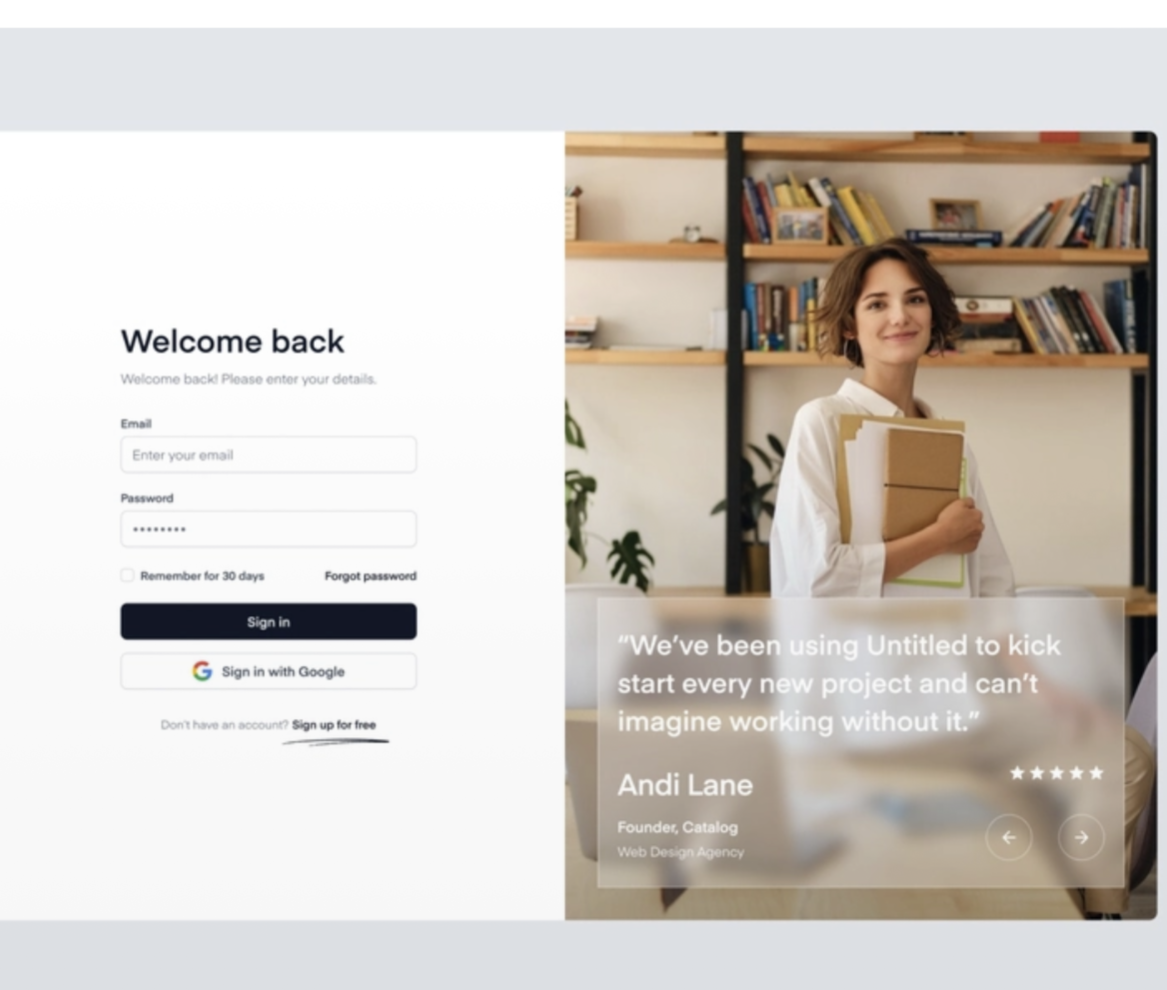 Welcome back
Welcome back! Please enter your details.
Email
Enter your email
Password
Remember for 30 days
Forgot password
Sign in
Sign in with Google
Don't have an account? Sign up for free
“We’ve been using Untitled to kick
start every new project and can’t
imagine working without it.”
Andi Lane
Founder, Catalog
Web Design Agency